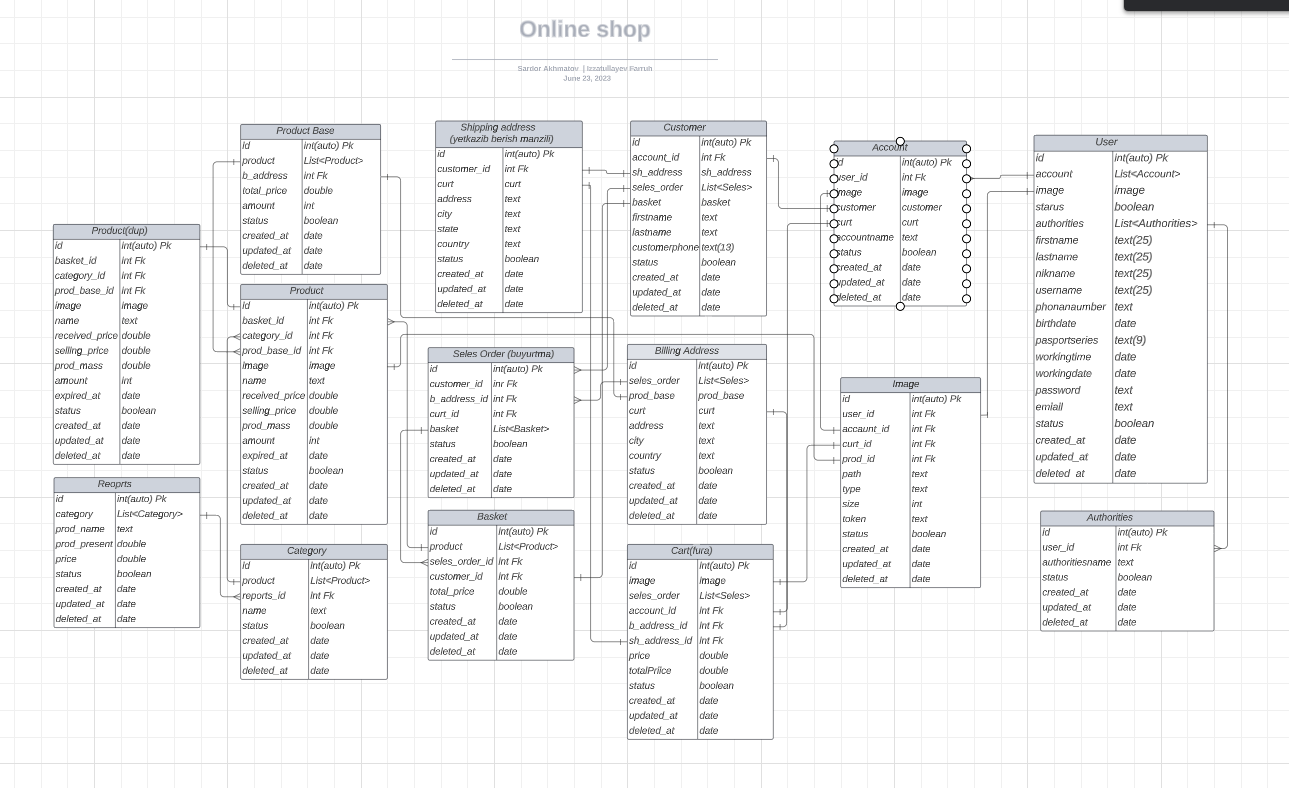 Online shop
Sardor Akhmatov | Izzatullayev Farruh
June 23, 2023
Product Base
id int(auto) Pk
product List<Product>
b_address int Fk
total_price double
amount int
status boolean
created_at date
updated_at date
deleted_at date
Shipping address
(yetkazib berish manzili)
id int(auto) Pk
customer_id int Fk
curt curt
address text
city text
state text
country text
status boolean
created_at date
updated_at date
deleted_at date
Customer
id int(auto) Pk
account_id int Fk
sh_address sh_address
seles_order List<Seles>
basket basket
firstname text
lastname text
customerphone text(13)
status boolean
created_at date
updated_at date
deleted_at date
Account
id int(auto) Pk
user_id int Fk
image image
customer customer
curt curt
accountname text
status boolean
created_at date
updated_at date
deleted_at date
User
id int(auto) Pk
account List<Account>
image image
starus boolean
authorities List<Authorities>
firstname text(25)
lastname text(25)
nikname text(25)
username text(25)
phonanaumber text
birthdate date
pasportseries text(9)
workingtime date
workingdate date
password text
emiail text
status boolean
created_at date
updated_at date
deleted_at date
Product(dup)
id int(auto) Pk
basket_id int Fk
category_id int Fk
prod_base_id int Fk
image image
name text
received_price double
selling_price double
prod_mass double
amount int
expired_at date
status boolean
created_at date
updated_at date
deleted_at date
Product
id int(auto) Pk
basket_id int Fk
category_id int Fk
prod_base_id int Fk
image image
name text
received_price double
selling_price double
prod_mass double
amount int
expired_at date
status boolean
created_at date
updated_at date
deleted_at date
Seles Order (buyurtma)
id int(auto) Pk
customer_id inr Fk
b_address_id int Fk
curt_id int Fk
basket List<Basket>
status boolean
created_at date
updated_at date
deleted_at date
Billing Address
id int(auto) Pk
seles_order List<Seles>
prod_base prod_base
curt curt
address text
city text
country text
status boolean
created_at date
updated_at date
deleted_at date
Image
id int(auto) Pk
user_id int Fk
accaunt_id int Fk
curt_id int Fk
prod_id int Fk
path text
type text
size int
token text
status boolean
created_at date
updated_at date
deleted_at date
Reoprts
id int(auto) Pk
category List<Category>
prod_name text
prod_present double
price double
status boolean
created_at date
updated_at date
deleted_at date
Category
id Int(auto) Pk
product List<Product>
reports_id Int Fk
name text
status boolean
created_at date
updated_at date
deleted_at date
Basket
id int(auto) Pk
product List<Product>
seles_order_id Int Fk
customer_id int Fk
total_price double
status boolean
created_at date
updated_at date
deleted_at date
Cart(fura)
id Int(auto) Pk
image Image
seles_order List<Seles>
account_id Int Fk
b_address_id Int Fk
sh_address_id Int Fk
price double
totalPriice double
status boolean
created_at date
updated_at date
deleted_at date
Authorities
id int(auto) Pk
user_id int Fk
authoritiesname text
status boolean
created_at date
updated_at date
deleted_at date